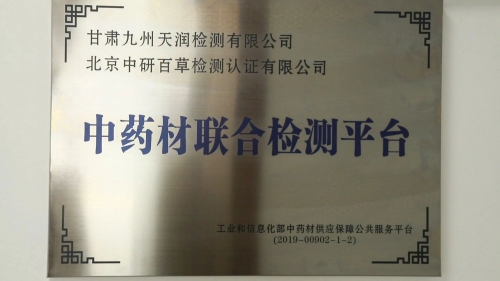 甘肃九州天润检测有限公司
北京中研百草检测认证有限公司
中药材联合检测平台
工业和信息化部中药材供应保障公共服务平台
(2019-00902-1-2)